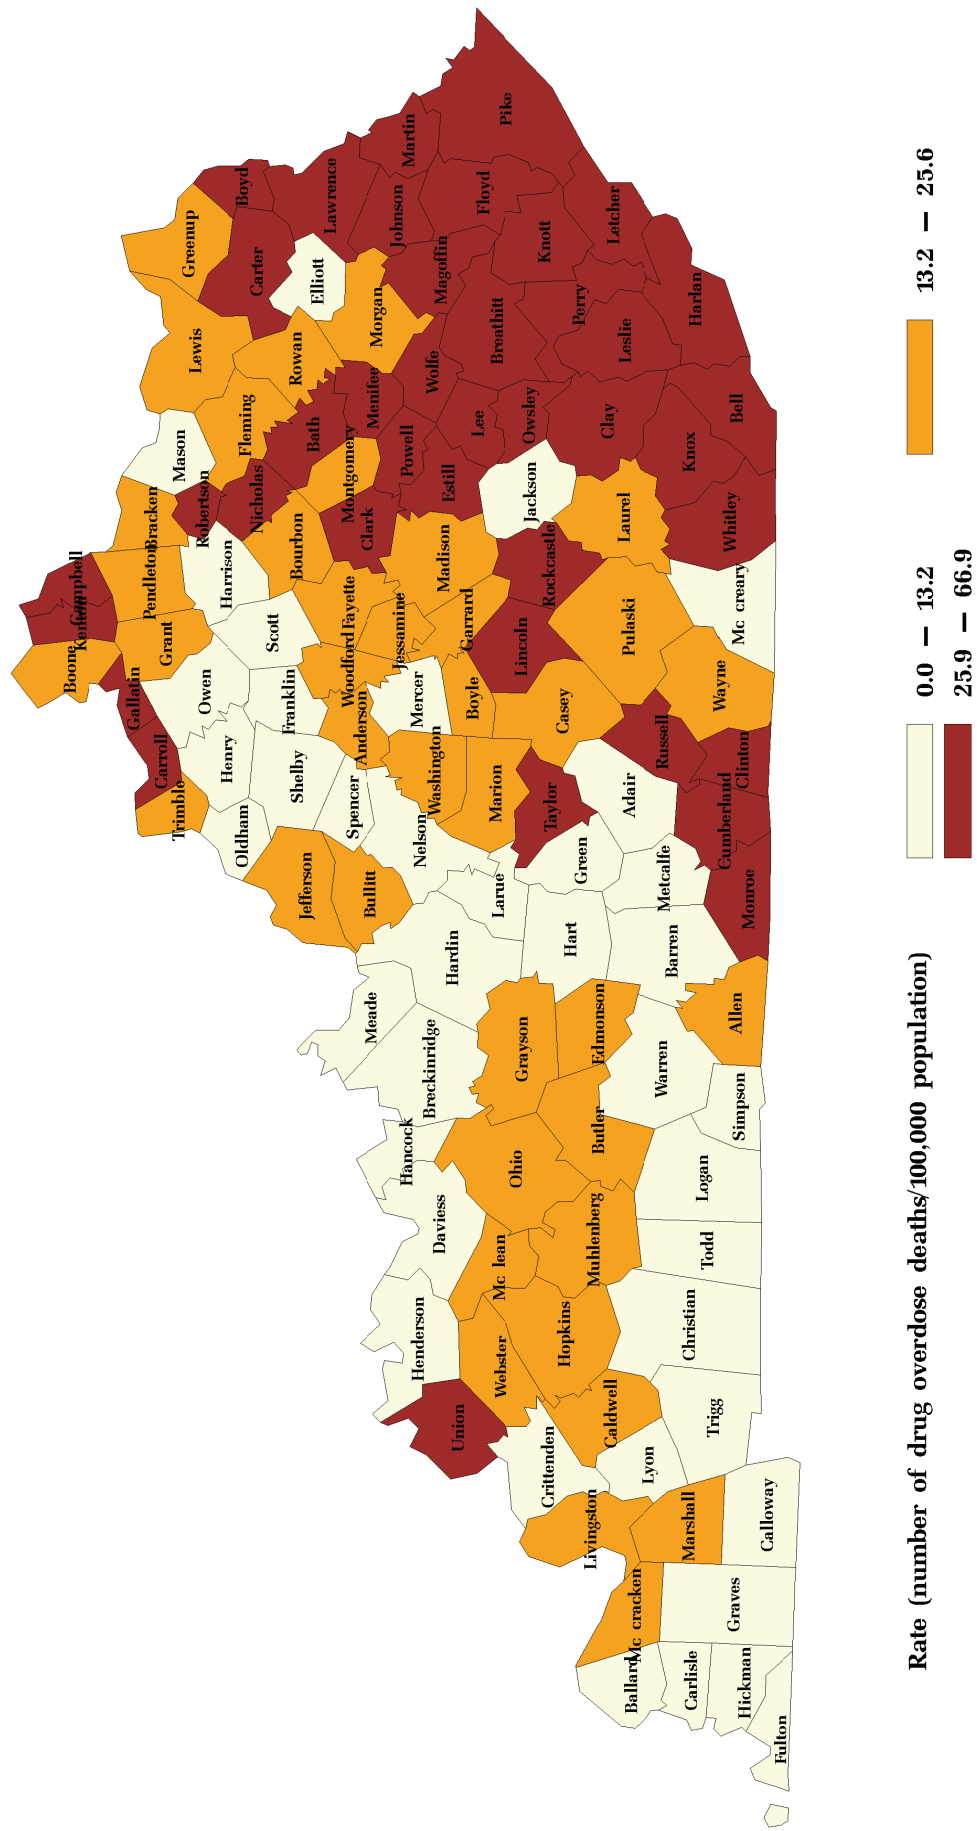 Boone
Kenton
Campbell
Gallatin
Carroll
Trimble
Grant
Pendleton
Bracken
Mason
Lewis
Greenup
Boyd
Carter
Elliott
Rowan
Fleming
Robertson
Nicholas
Harrison
Owen
Henry
Oldham
Scott
Bourbon
Bath
Montgomery
Menifee
Morgan
Lawrence
Johnson
Martin
Pike
Floyd
Magoffin
Wolfe
Powell
Clark
Fayette
Woodford
Franklin
Shelby
Jefferson
Bullitt
Spencer
Anderson
Jessamine
Mercer
Washington
Nelson
Meade
Hardin
Breckinridge
Hancock
Daviess
Henderson
Union
Webster
Mc lean
Ohio
Grayson
Larue
Marion
Boyle
Garrard
Madison
Estill
Lee
Breathitt
Knott
Letcher
Perry
Owsley
Jackson
Rockcastle
Lincoln
Casey
Taylor
Green
Hart
Edmonson
Butler
Muhlenberg
Hopkins
Crittenden
Livingston
Caldwell
Lyon
Mc cracken
Ballard
Carlisle
Hickman
Fulton
Graves
Marshall
Calloway
Trigg
Christian
Todd
Logan
Simpson
Warren
Allen
Barren
Metcalfe
Monroe
Adair
Cumberland
Russell
Clinton
Wayne
Pulaski
Mc creary
Laurel
Whitley
Knox
Clay
Leslie
Harlan
Bell
Rate (number of drug overdose deaths/100,000 population)
0.0 – 13.2
13.2 – 25.6
25.9 – 66.9